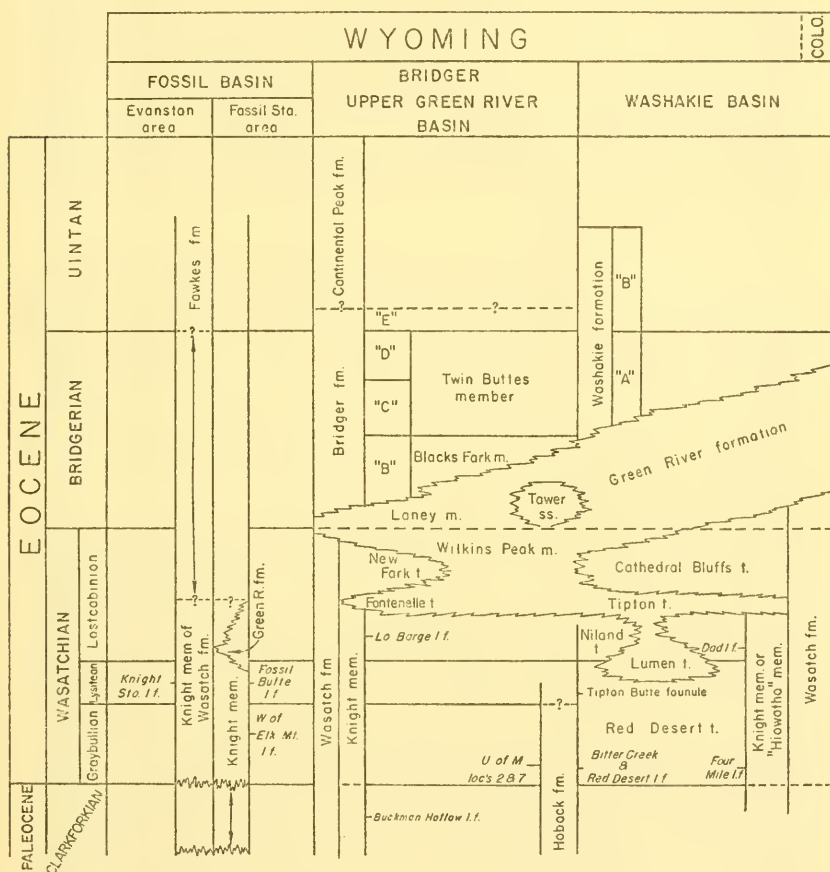 WYOMING
COLO.
FOSSIL BASIN
BRIDGER
UPPER GREEN RIVER
BASIN
WASHAKIE BASIN
Evanston
area
Fossil Sta.
area
EOCENE
PALEOCENE
UINTAN
BRIDGERIAN
WASATCHIAN
CLARKFORKIAN
Lostcabinian
Lysitean
Graybullian
Fowkes fm
?
Knight mem of
Wasatch fm.
Knight
Sta. l f.
?
Green R. fm.
Knight mem.
Fossil
Butte
l f
W of
Elk Mt.
l f.
Continental Peak fm.
?
?
"E"
"D"
"C"
"B"
Bridger fm.
Twin Buttes
member
Blacks Fork m.
Laney m.
Tower
ss.
Green River formation
Washakie formation
"B"
"A"
Wilkins Peak m.
New
Fork t
Fontenelle t
Cathedral Bluffs t.
Tipton t.
La Barge l f.
Niland
t
Dad l f.
Lumen t.
Tipton Butte faunule
?
Red Desert t.
Wasatch fm
Knight mem.
U of M
loc's 2 & 7
Bitter Creek
&
Red Desert l f
Four
Mile l.f
Buckman Hollow l.f.
Hoback fm.
Knight mem. or
"Hiawatha" mem.
Wasatch fm.